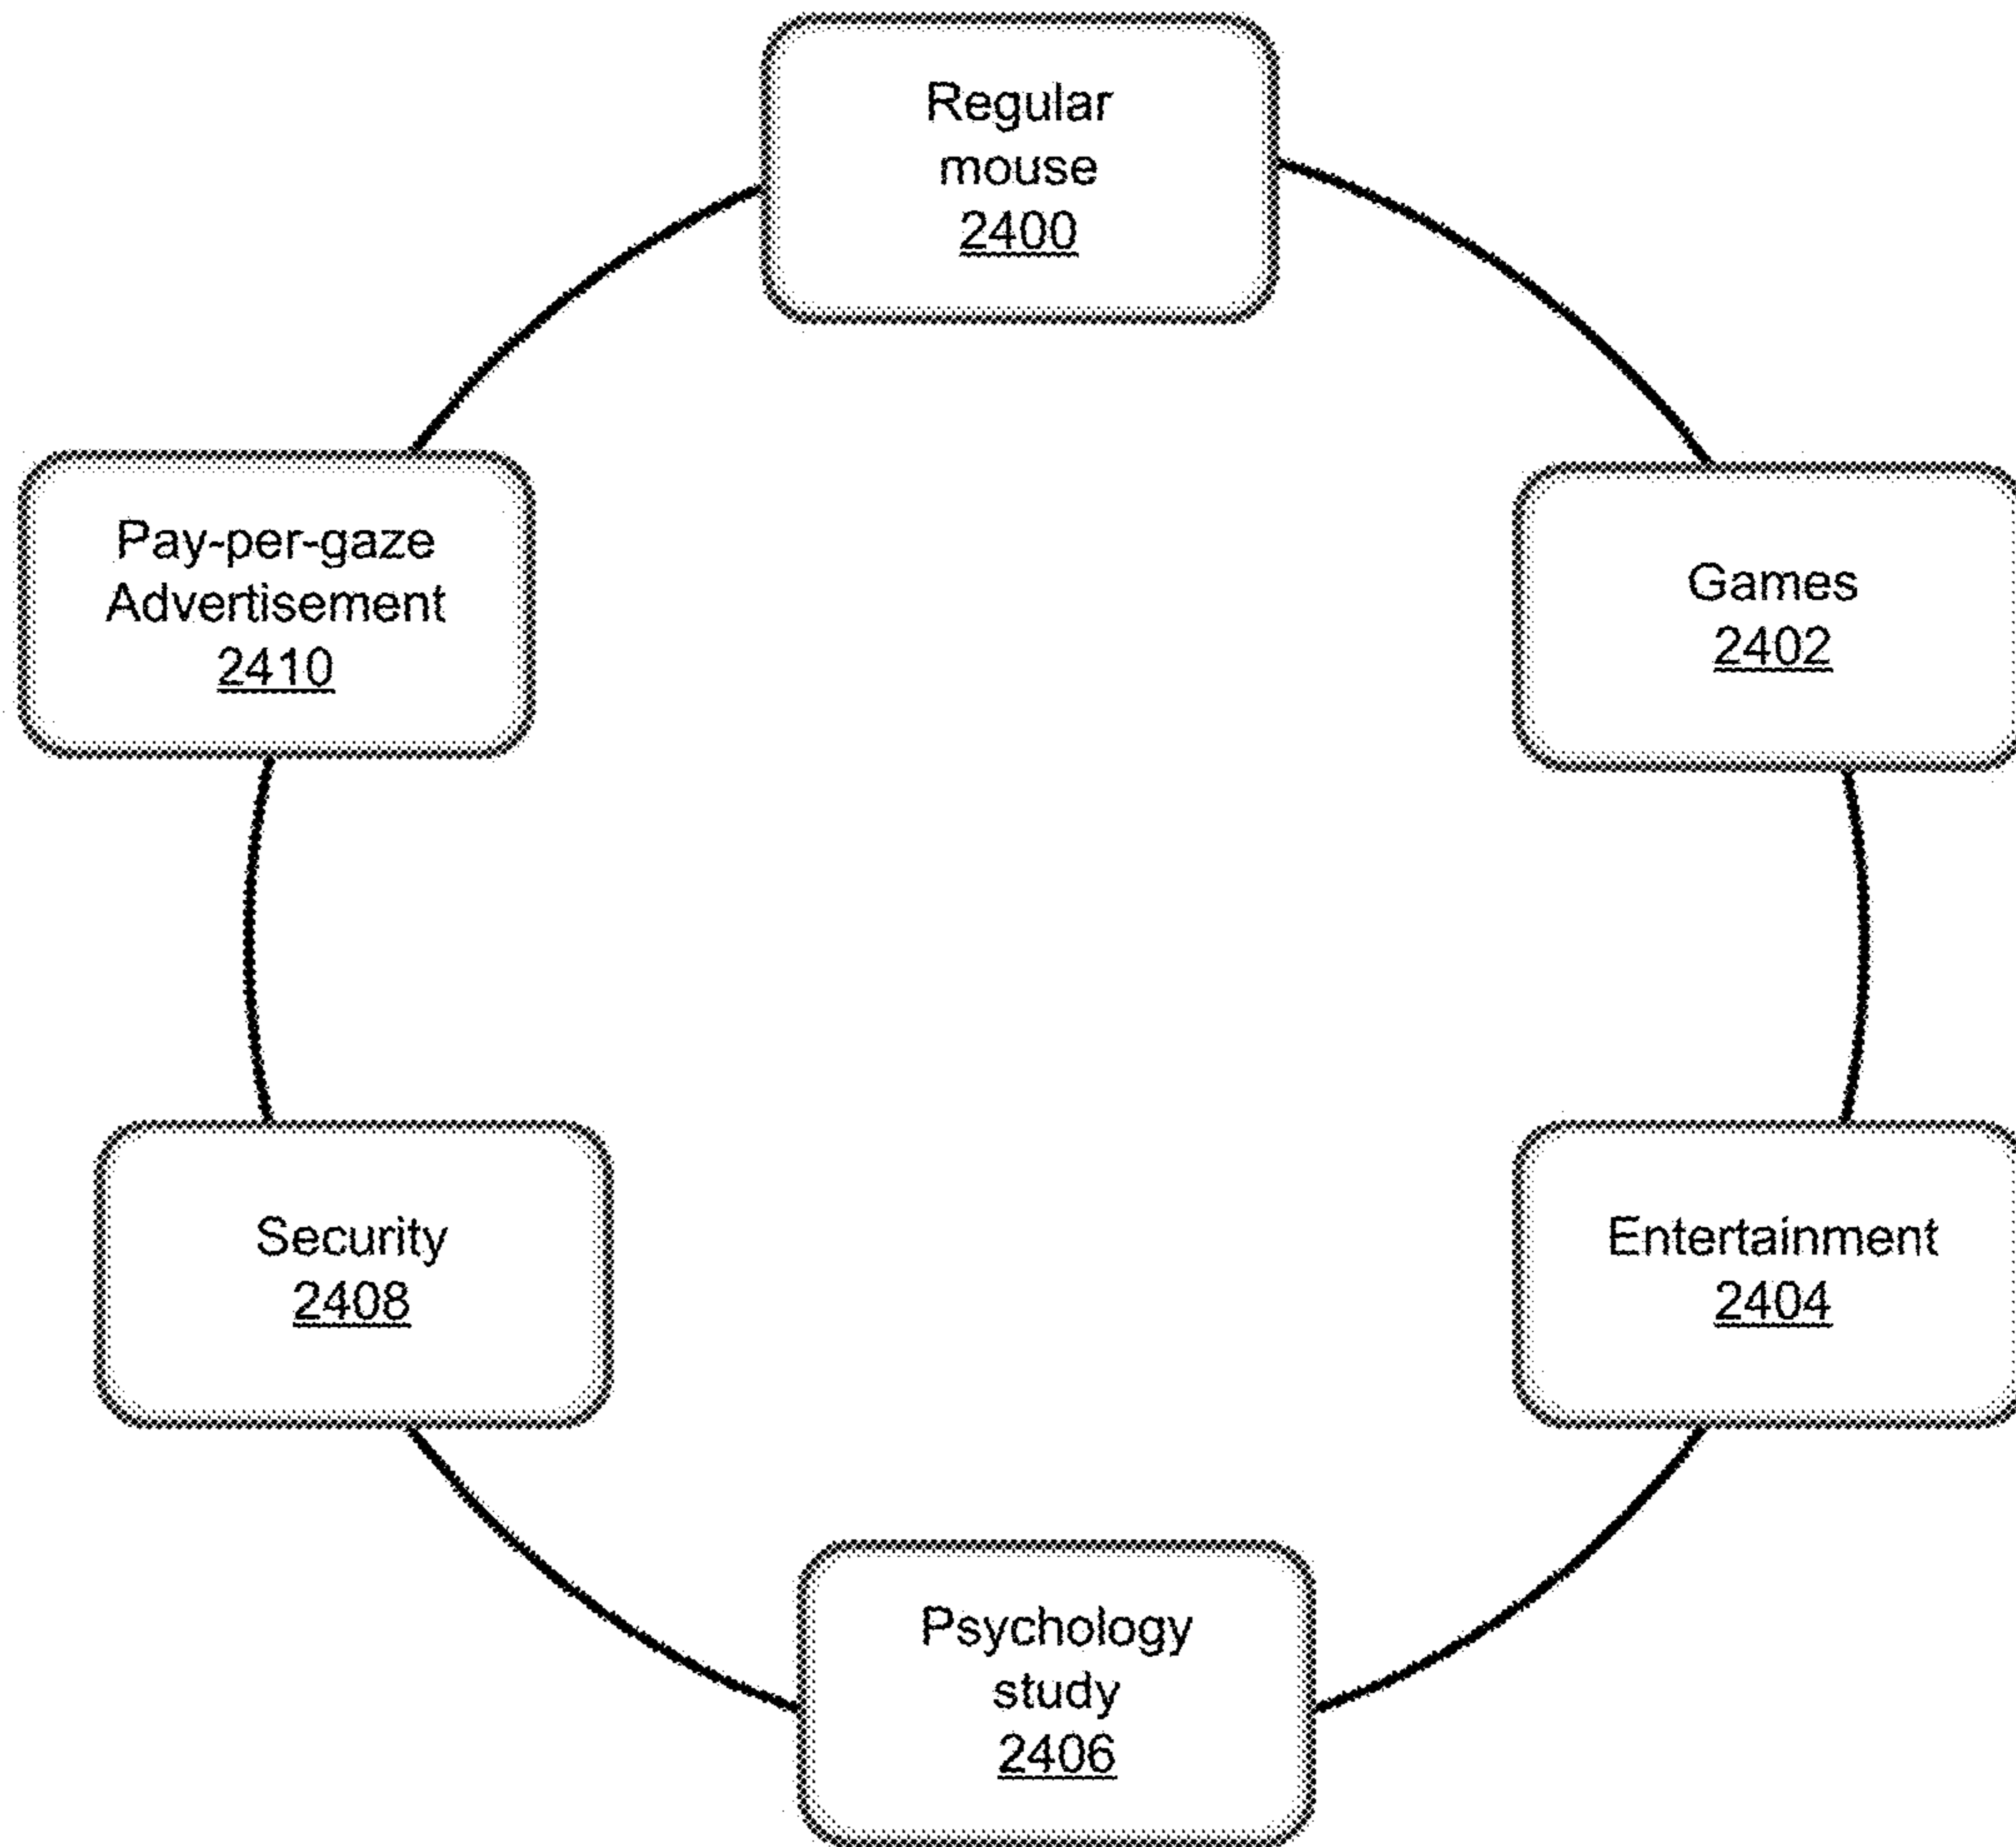 Regular
mouse
2400
Games
2402
Entertainment
2404
Psychology
study
2406
Security
2408
Pay-per-gaze
Advertisement
2410